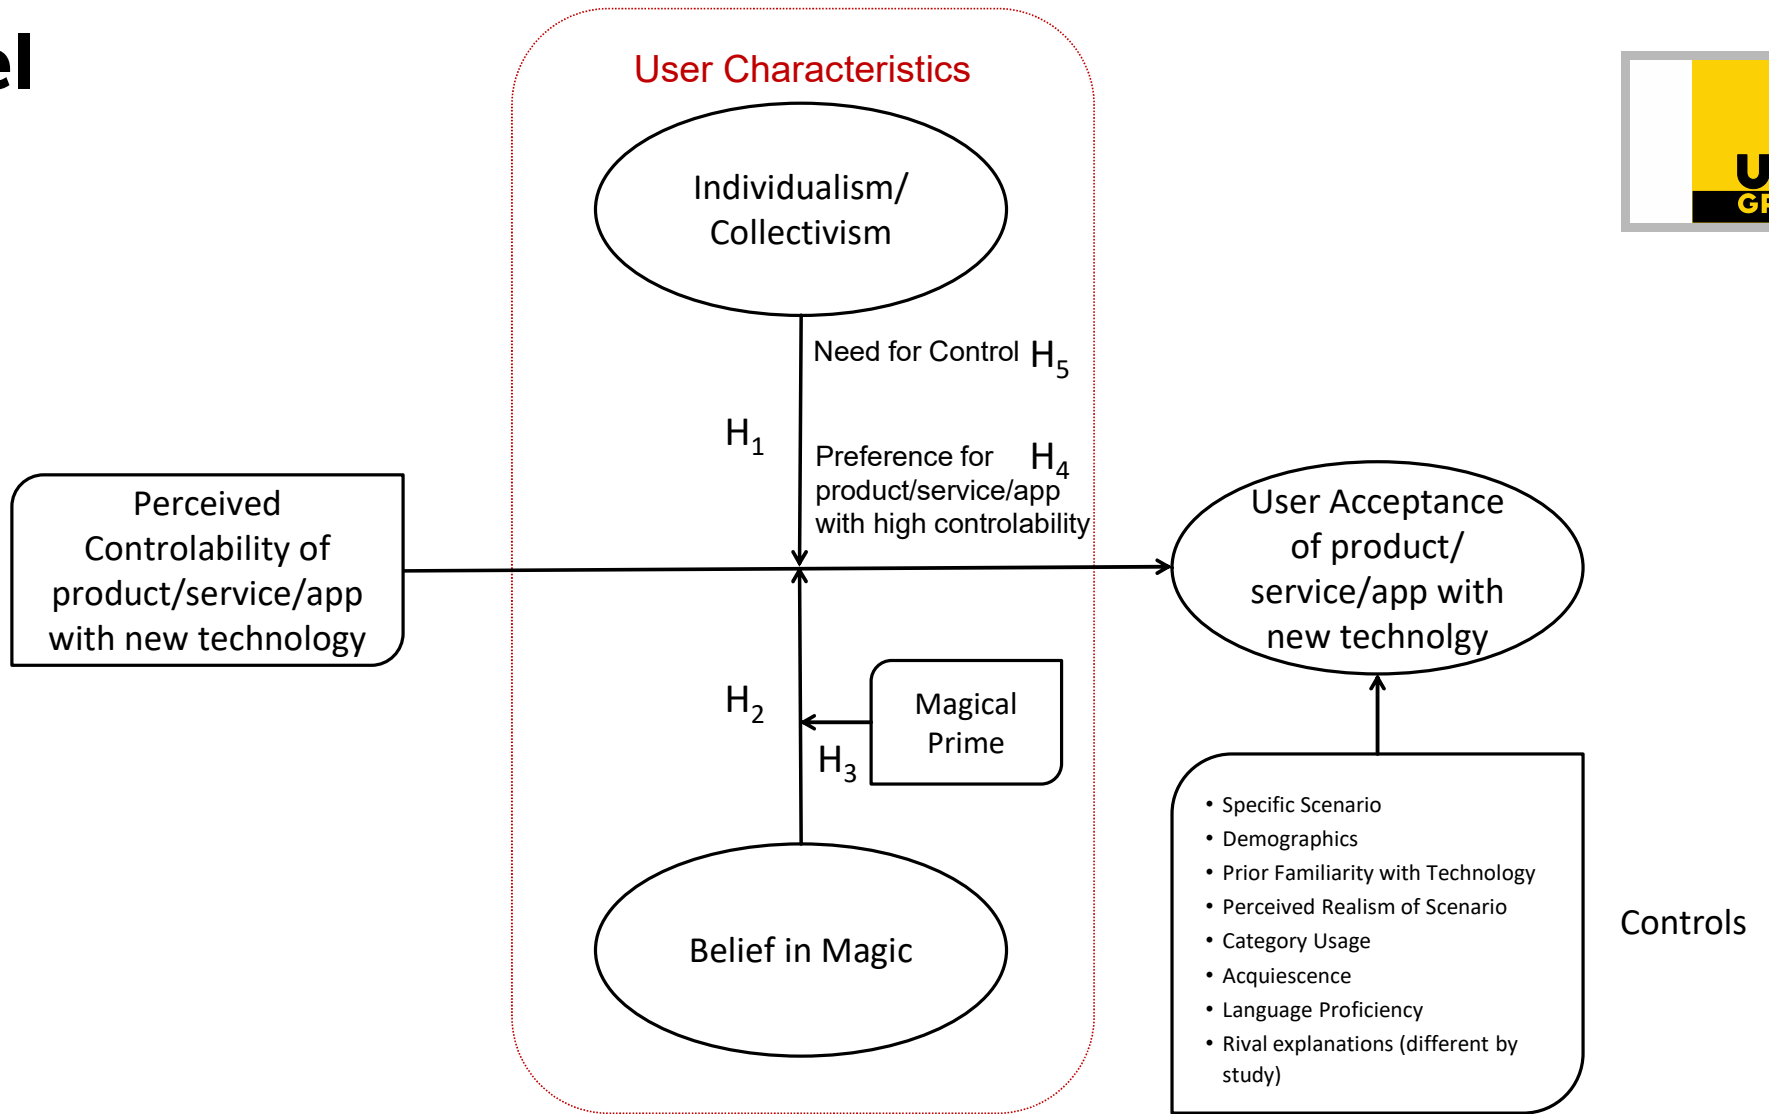 el
User Characteristics
Individualism/
Collectivism
Need for Control H5
H1
Preference for H4
product/service/app
with high controlability
Perceived
Controlability of
product/service/app
with new technology
User Acceptance
of product/
service/app with
new technolgy
H2
Magical
Prime
H3
Belief in Magic
• Specific Scenario
• Demographics
• Prior Familiarity with Technology
• Perceived Realism of Scenario
• Category Usage
• Acquiescence
• Language Proficiency
• Rival explanations (different by
study)
Controls
U